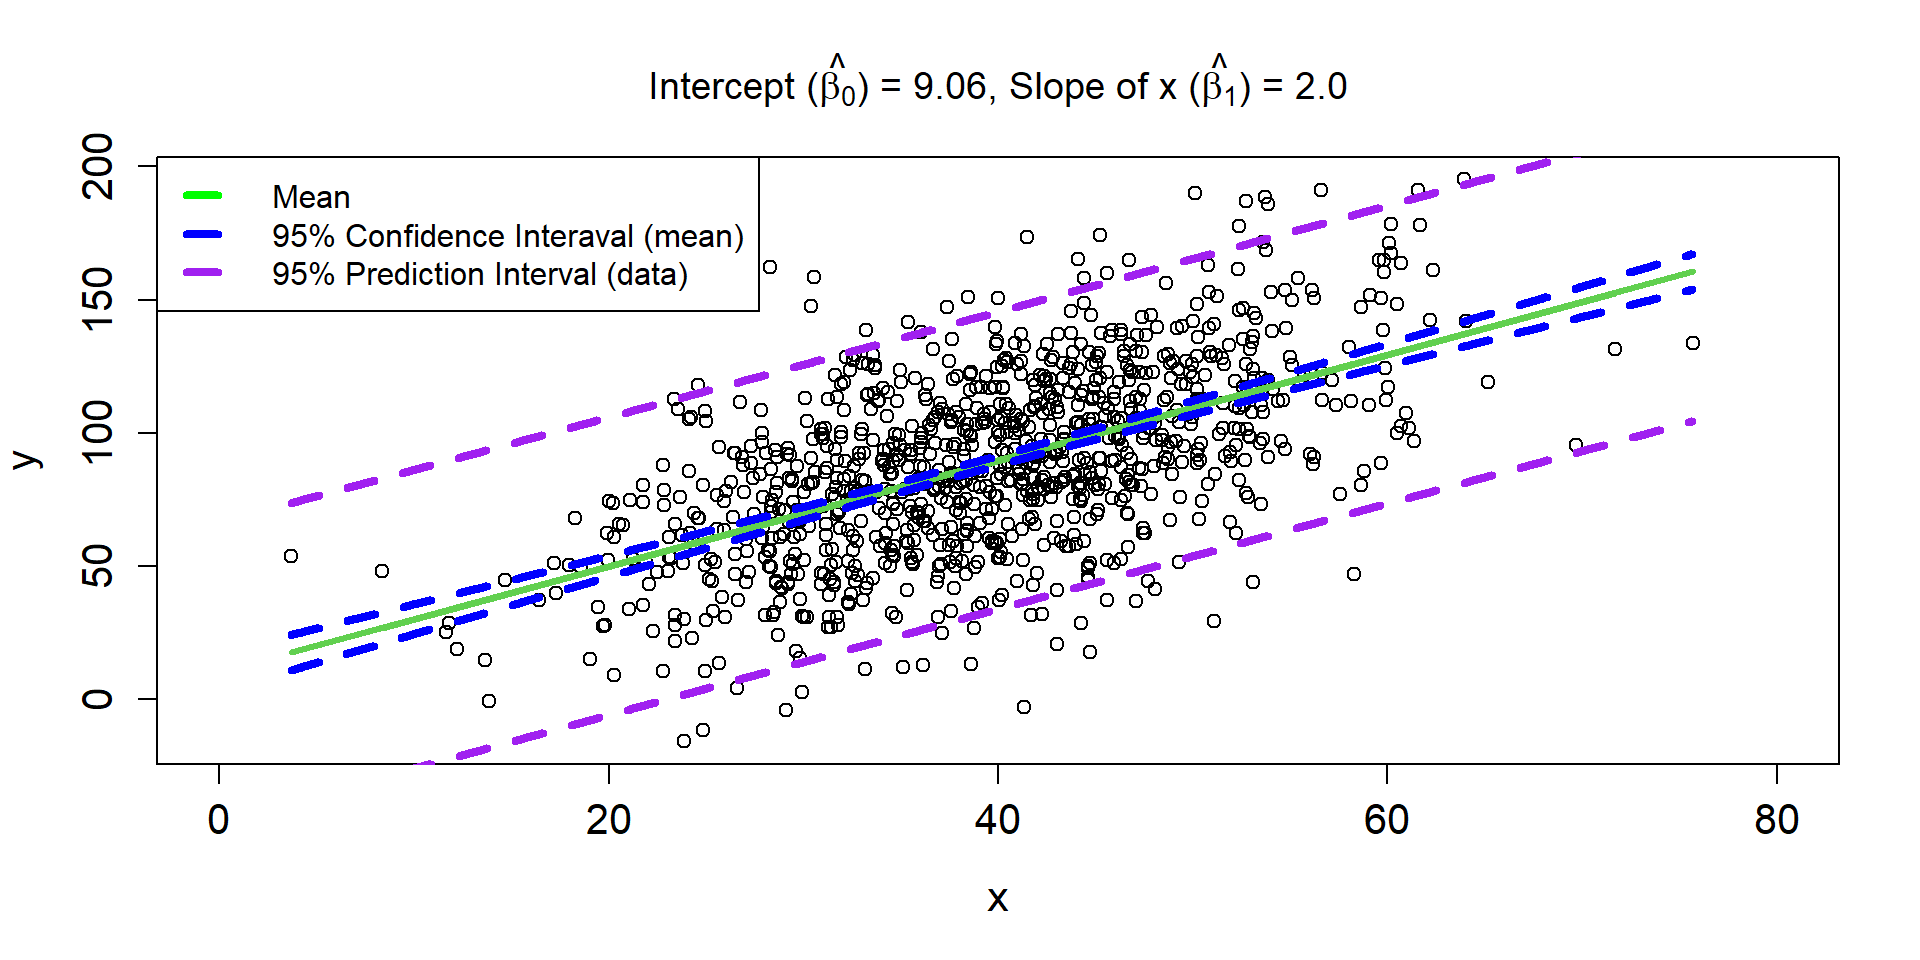 Intercept (β̂₀) = 9.06, Slope of x (β̂₁) = 2.0
Mean
95% Confidence Interaval (mean)
95% Prediction Interval (data)
200
150
100
50
0
y
0 20 40 60 80
x